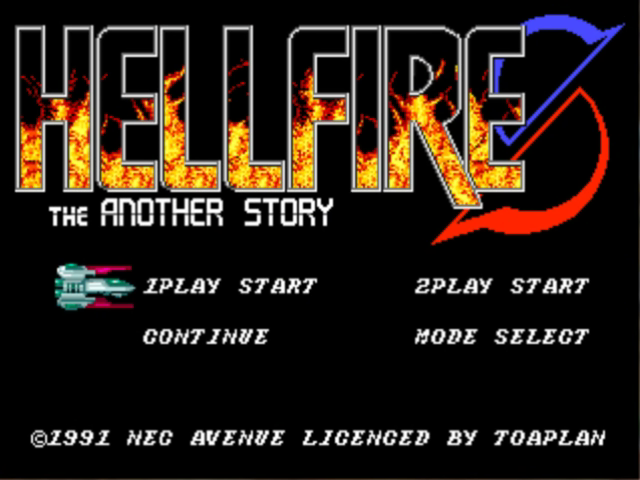 HELLFIRE S
THE ANOTHER STORY
1PLAY START 2PLAY START
CONTINUE MODE SELECT
©1991 NEC AVENUE LICENCED BY TOAPLAN